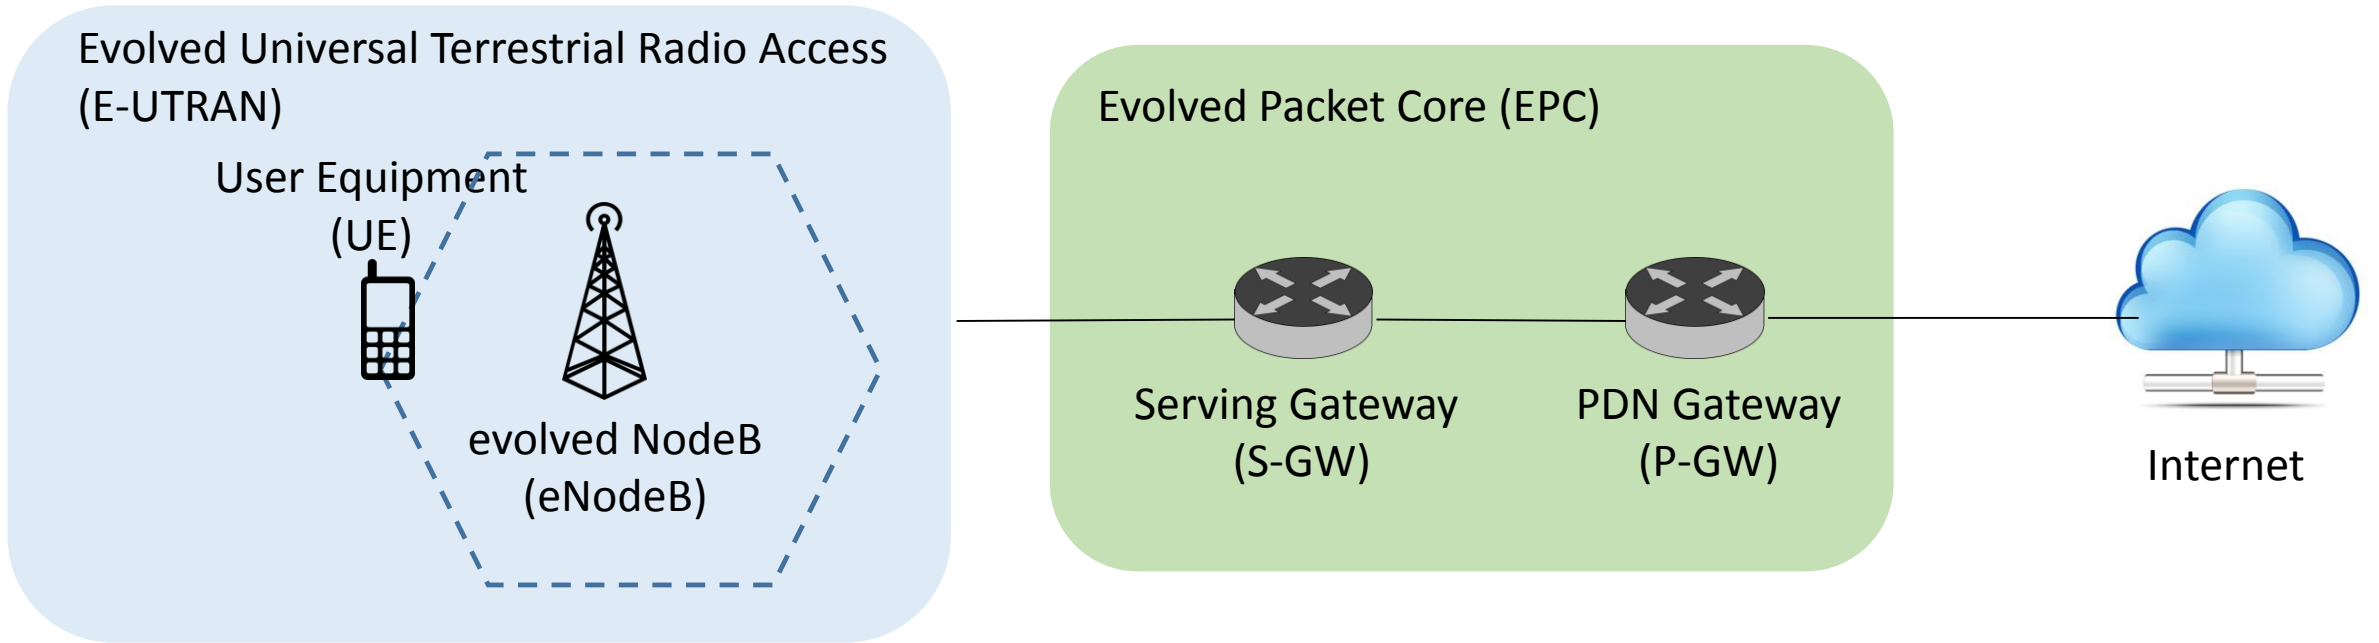 Evolved Universal Terrestrial Radio Access
(E-UTRAN)
User Equipment
(UE)
evolved NodeB
(eNodeB)
Evolved Packet Core (EPC)
Serving Gateway
(S-GW)
PDN Gateway
(P-GW)
Internet